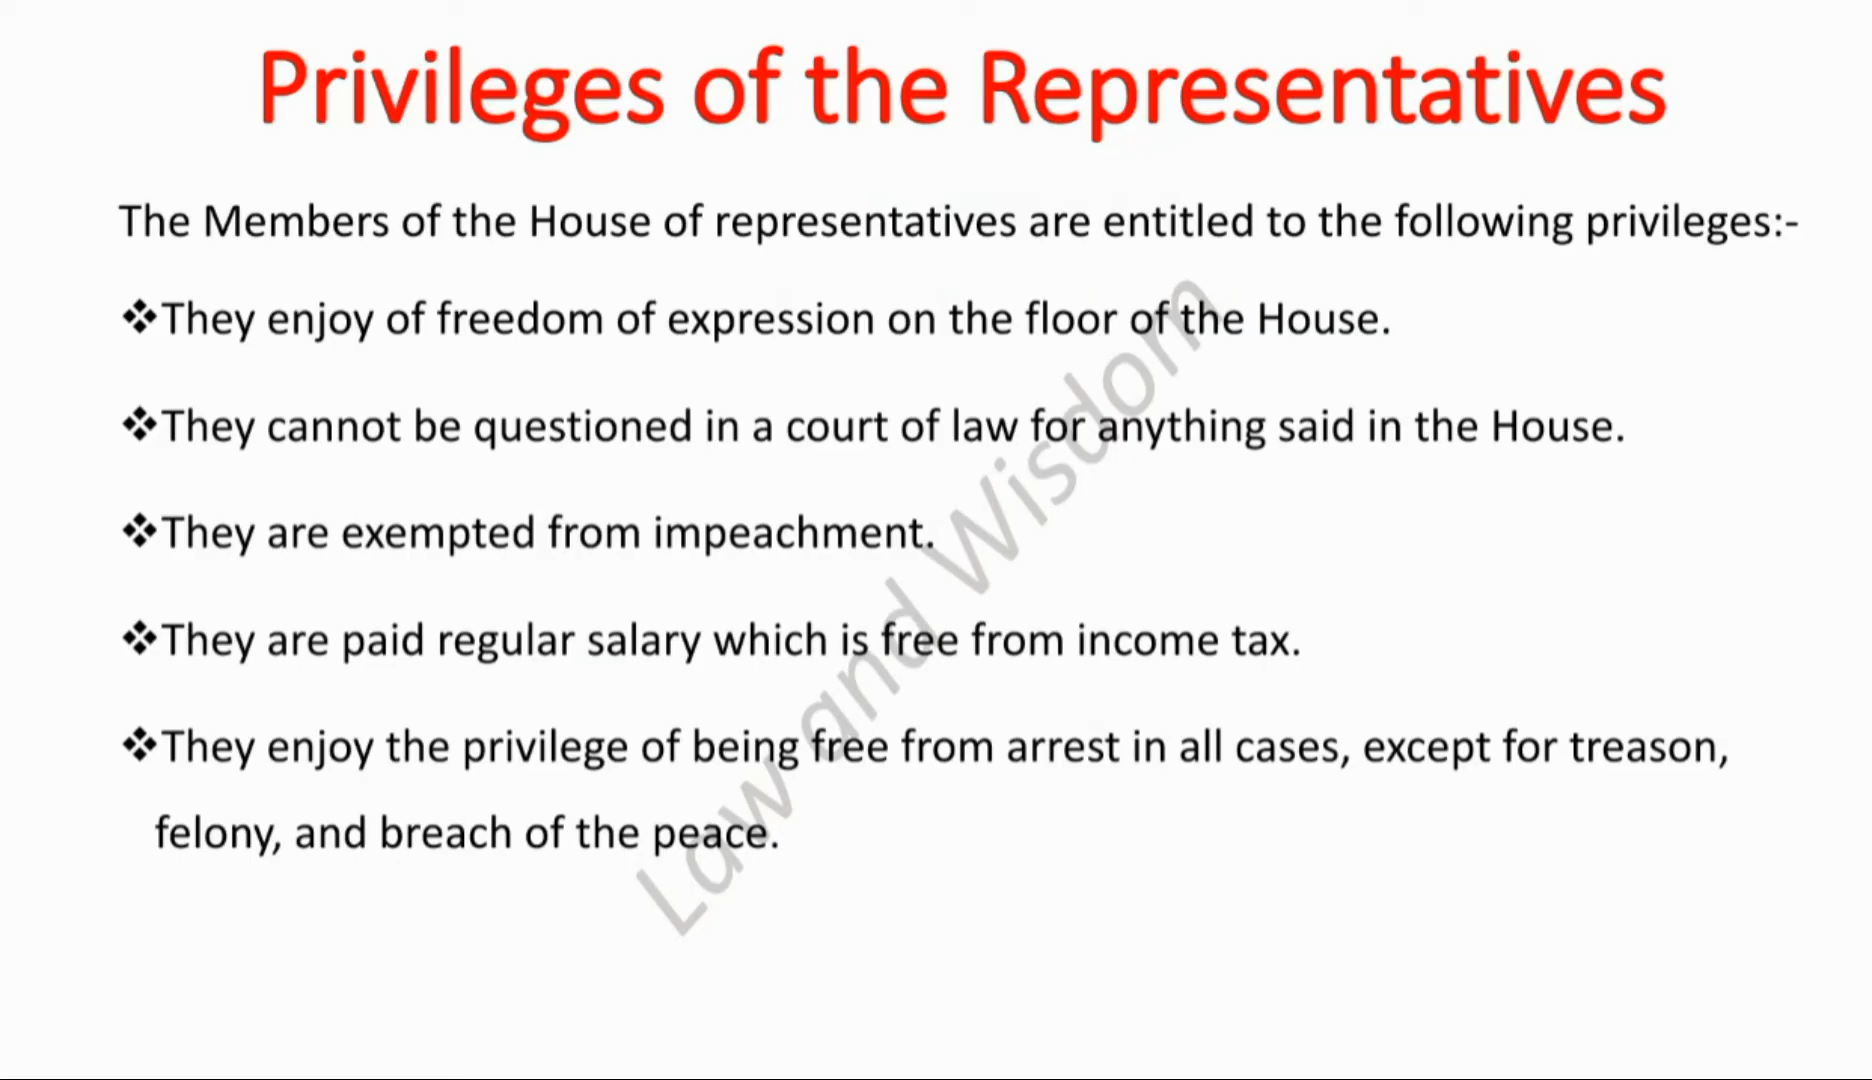 Privileges of the Representatives
The Members of the House of representatives are entitled to the following privileges:-
❖They enjoy of freedom of expression on the floor of the House.
❖They cannot be questioned in a court of law for anything said in the House.
❖They are exempted from impeachment.
❖They are paid regular salary which is free from income tax.
❖They enjoy the privilege of being free from arrest in all cases, except for treason,
felony, and breach of the peace.
Law and Wisdom